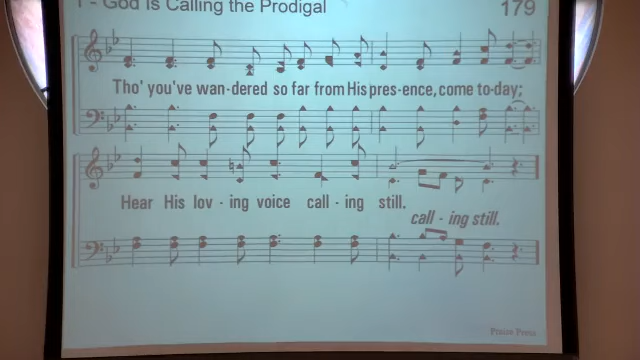 1 - God Is Calling the Prodigal
179
Tho' you've wan-dered so far from His pres-ence, come to-day;
Hear His lov - ing voice call - ing still.
call - ing still.
Praise Press